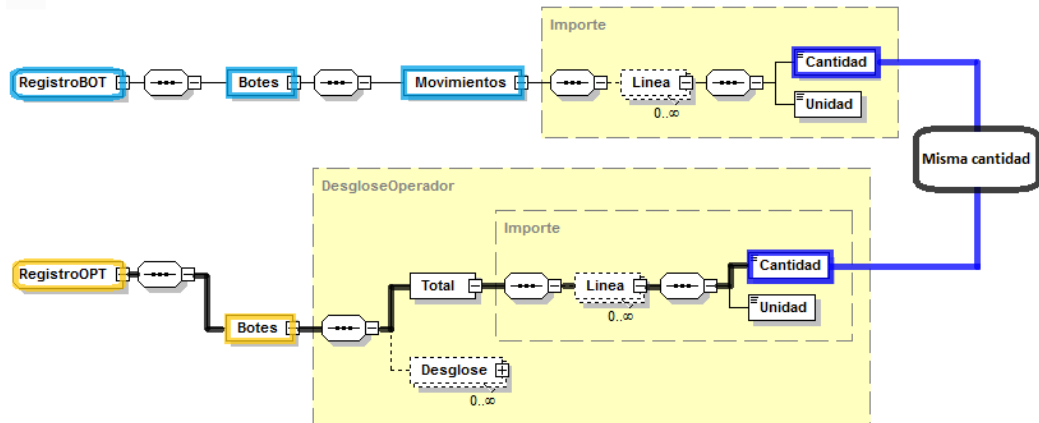 Importe
RegistroBOT
Botes
Movimientos
Linea
0..∞
Cantidad
Unidad
Misma cantidad
DesgloseOperador
Importe
RegistroOPT
Botes
Total
Linea
0..∞
Cantidad
Unidad
Desglose
0..∞